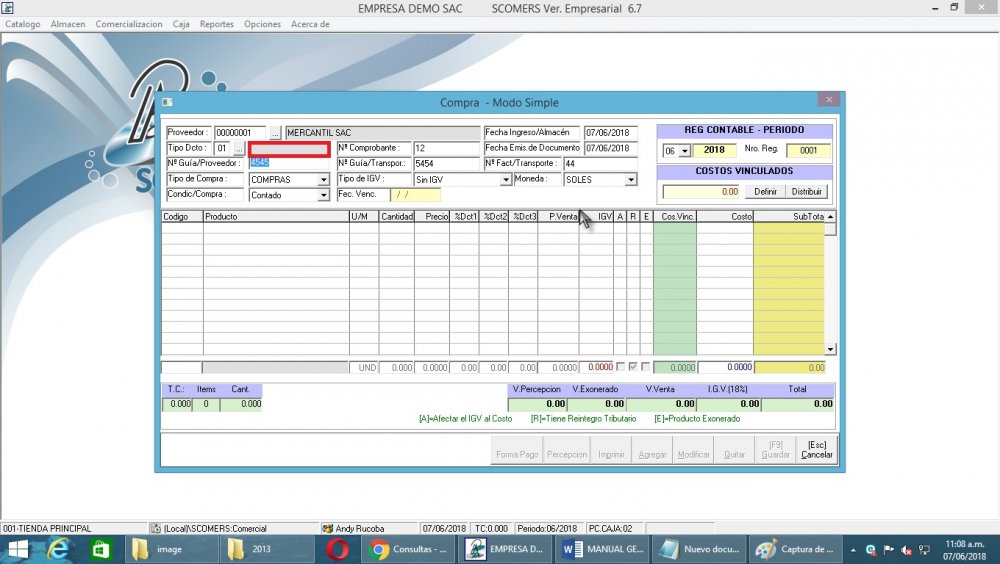 EMPRESA DEMO SAC SCOMERS Ver. Empresarial 6.7
Catalogo Almacen Comercializacion Caja Reportes Opciones Acerca de
Compra - Modo Simple
Proveedor : 00000001 ... MERCANTIL SAC Fecha Ingreso/Almacén 07/06/2018
Tipo Dcto : 01 ... Nº Comprobante : 12 Fecha Emis.de Documento 07/06/2018
Nº Guía/Proveedor : 4545 Nº Guía/Transpor.: 5454 Nº Fact/Transporte : 44
Tipo de Compra : COMPRAS Tipo de IGV : Sin IGV Moneda : SOLES
Condic/Compra : Contado Fec. Venc. / /
REG CONTABLE - PERIODO
06 2018 Nro. Reg. 0001
COSTOS VINCULADOS
0.00 Definir Distribuir
Codigo Producto U/M Cantidad Precio %Dct1 %Dct2 %Dct3 P.Venta IGV A R E Cos.Vinc. Costo SubTota
UND 0.000 0.0000 0.00 0.00 0.00 0.0000 0.0000 0.0000 0.0000 0.00
T.C.: Items Cant. V.Percepcion V.Exonerado V.Venta I.G.V.(18%) Total
0.000 0 0.000 0.00 0.00 0.00 0.00 0.00
[A]=Afectar el IGV al Costo [R]=Tiene Reintegro Tributario [E]=Producto Exonerado
Forma Pago Percepcion Imprimir Agregar Modificar Quitar [F9] Guardar [Esc] Cancelar
001-TIENDA PRINCIPAL (Local)\SCOMERS:Comercial Andy Rucoba 07/06/2018 TC:0.000 Periodo:06/2018 PC.CAJA:02
image 2013 Consultas - ... EMPRESA D... MANUAL GE... Nuevo docu... Captura de ... 11:08 a.m.
07/06/2018